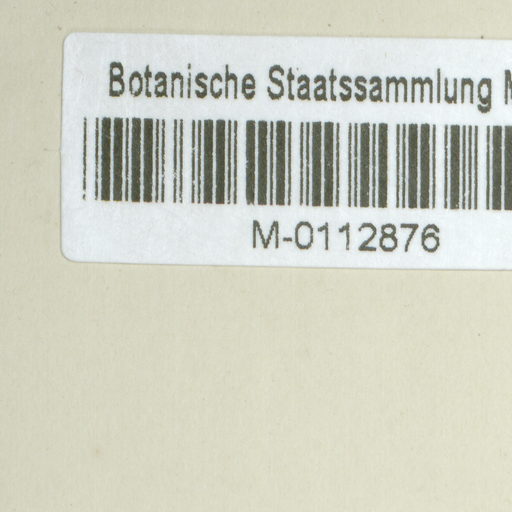 Botanische Staatssammlung M
M-0112876